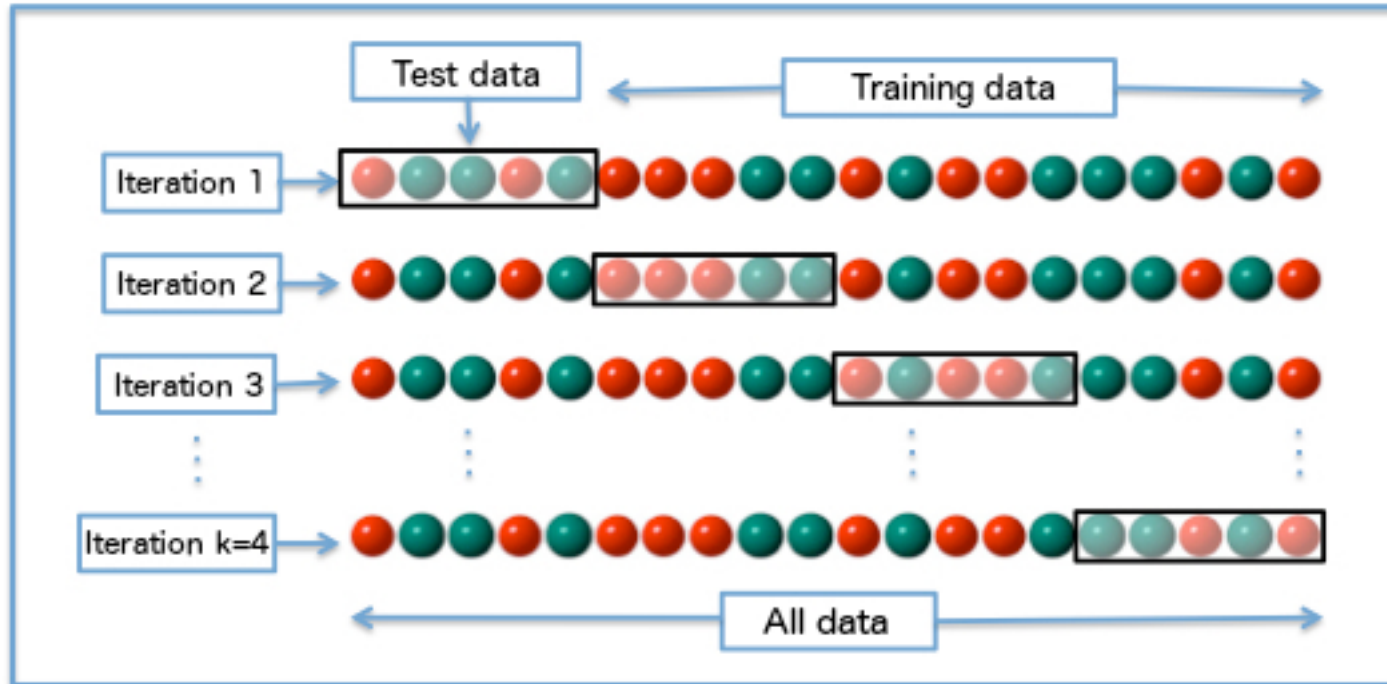 Test data
Training data
Iteration 1
Iteration 2
Iteration 3
Iteration k=4
All data